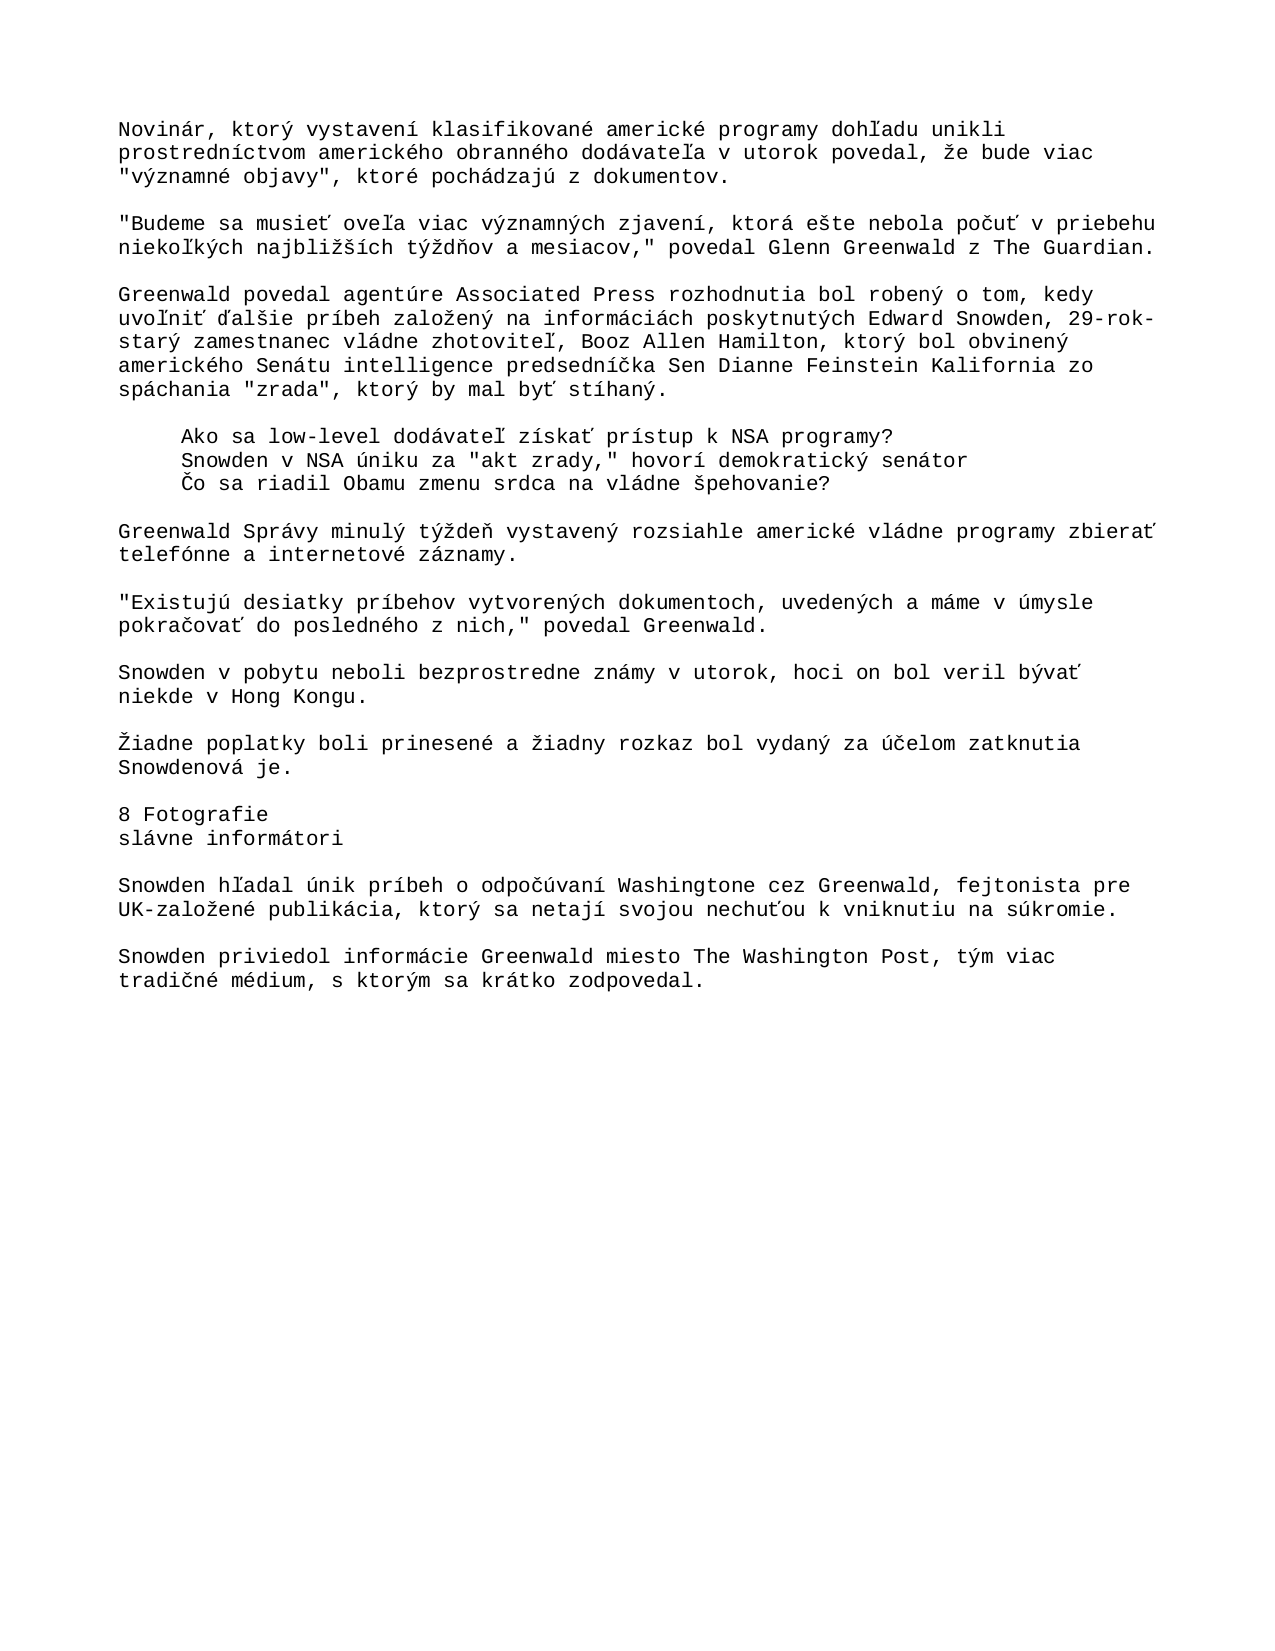 Novinár, ktorý vystavení klasifikované americké programy dohľadu unikli
prostredníctvom amerického obranného dodávateľa v utorok povedal, že bude viac
"významné objavy", ktoré pochádzajú z dokumentov.
"Budeme sa musieť oveľa viac významných zjavení, ktorá ešte nebola počuť v priebehu
niekoľkých najbližších týždňov a mesiacov," povedal Glenn Greenwald z The Guardian.
Greenwald povedal agentúre Associated Press rozhodnutia bol robený o tom, kedy
uvoľniť ďalšie príbeh založený na informáciách poskytnutých Edward Snowden, 29-rok-
starý zamestnanec vládne zhotoviteľ, Booz Allen Hamilton, ktorý bol obvinený
amerického Senátu intelligence predsedníčka Sen Dianne Feinstein Kalifornia zo
spáchania "zrada", ktorý by mal byť stíhaný.
Ako sa low-level dodávateľ získať prístup k NSA programy?
Snowden v NSA úniku za "akt zrady," hovorí demokratický senátor
Čo sa riadil Obamu zmenu srdca na vládne špehovanie?
Greenwald Správy minulý týždeň vystavený rozsiahle americké vládne programy zbierať
telefónne a internetové záznamy.
"Existujú desiatky príbehov vytvorených dokumentoch, uvedených a máme v úmysle
pokračovať do posledného z nich," povedal Greenwald.
Snowden v pobytu neboli bezprostredne známy v utorok, hoci on bol veril bývať
niekde v Hong Kongu.
Žiadne poplatky boli prinesené a žiadny rozkaz bol vydaný za účelom zatknutia
Snowdenová je.
8 Fotografie
slávne informátori
Snowden hľadal únik príbeh o odpočúvaní Washingtone cez Greenwald, fejtonista pre
UK-založené publikácia, ktorý sa netají svojou nechuťou k vniknutiu na súkromie.
Snowden priviedol informácie Greenwald miesto The Washington Post, tým viac
tradičné médium, s ktorým sa krátko zodpovedal.